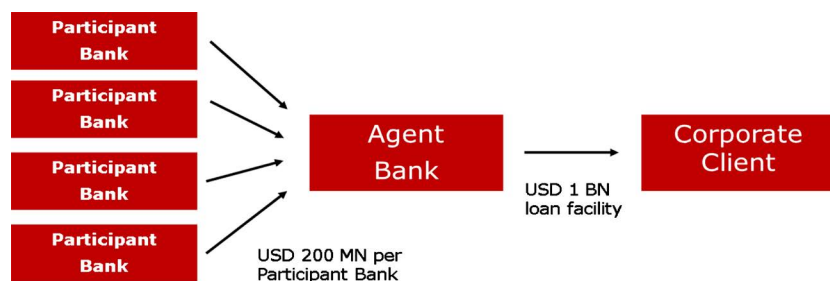 Participant
Bank
Participant
Bank
Participant
Bank
Participant
Bank
USD 200 MN per
Participant Bank
Agent
Bank
USD 1 BN
loan facility
Corporate
Client